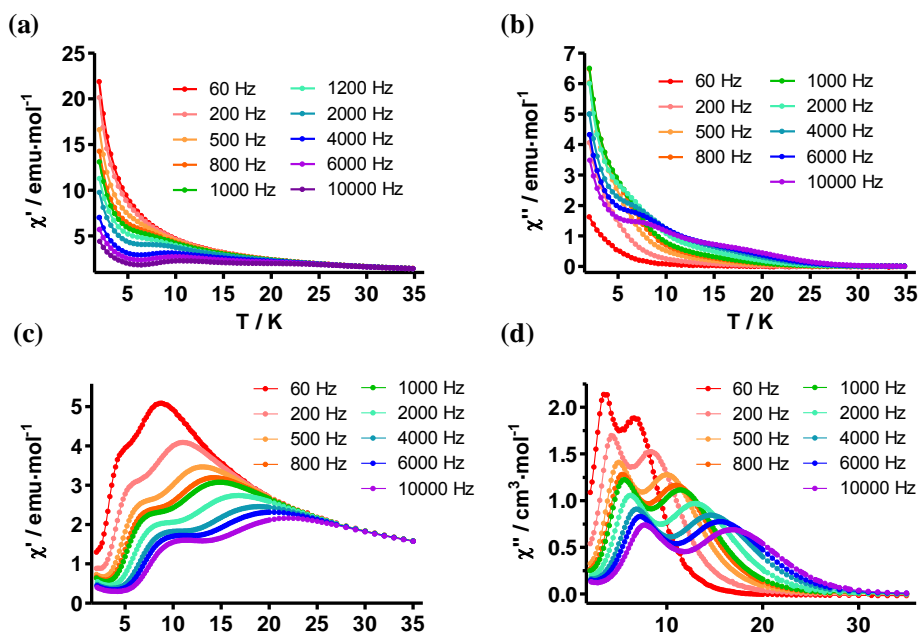 (a)
χ' / emu·mol⁻¹
25
20
15
10
5
5 10 15 20 25 30 35
T / K
60 Hz
200 Hz
500 Hz
800 Hz
1000 Hz
1200 Hz
2000 Hz
4000 Hz
6000 Hz
10000 Hz
(b)
χ'' / emu·mol⁻¹
7
6
5
4
3
2
1
0
5 10 15 20 25 30 35
T / K
60 Hz
200 Hz
500 Hz
800 Hz
1000 Hz
2000 Hz
4000 Hz
6000 Hz
10000 Hz
(c)
χ' / emu·mol⁻¹
5
4
3
2
1
0
5 10 15 20 25 30 35
T / K
60 Hz
200 Hz
500 Hz
800 Hz
1000 Hz
2000 Hz
4000 Hz
6000 Hz
10000 Hz
(d)
χ'' / cm³·mol⁻¹
2.0
1.5
1.0
0.5
0.0
10 20 30
60 Hz
200 Hz
500 Hz
800 Hz
1000 Hz
2000 Hz
4000 Hz
6000 Hz
10000 Hz